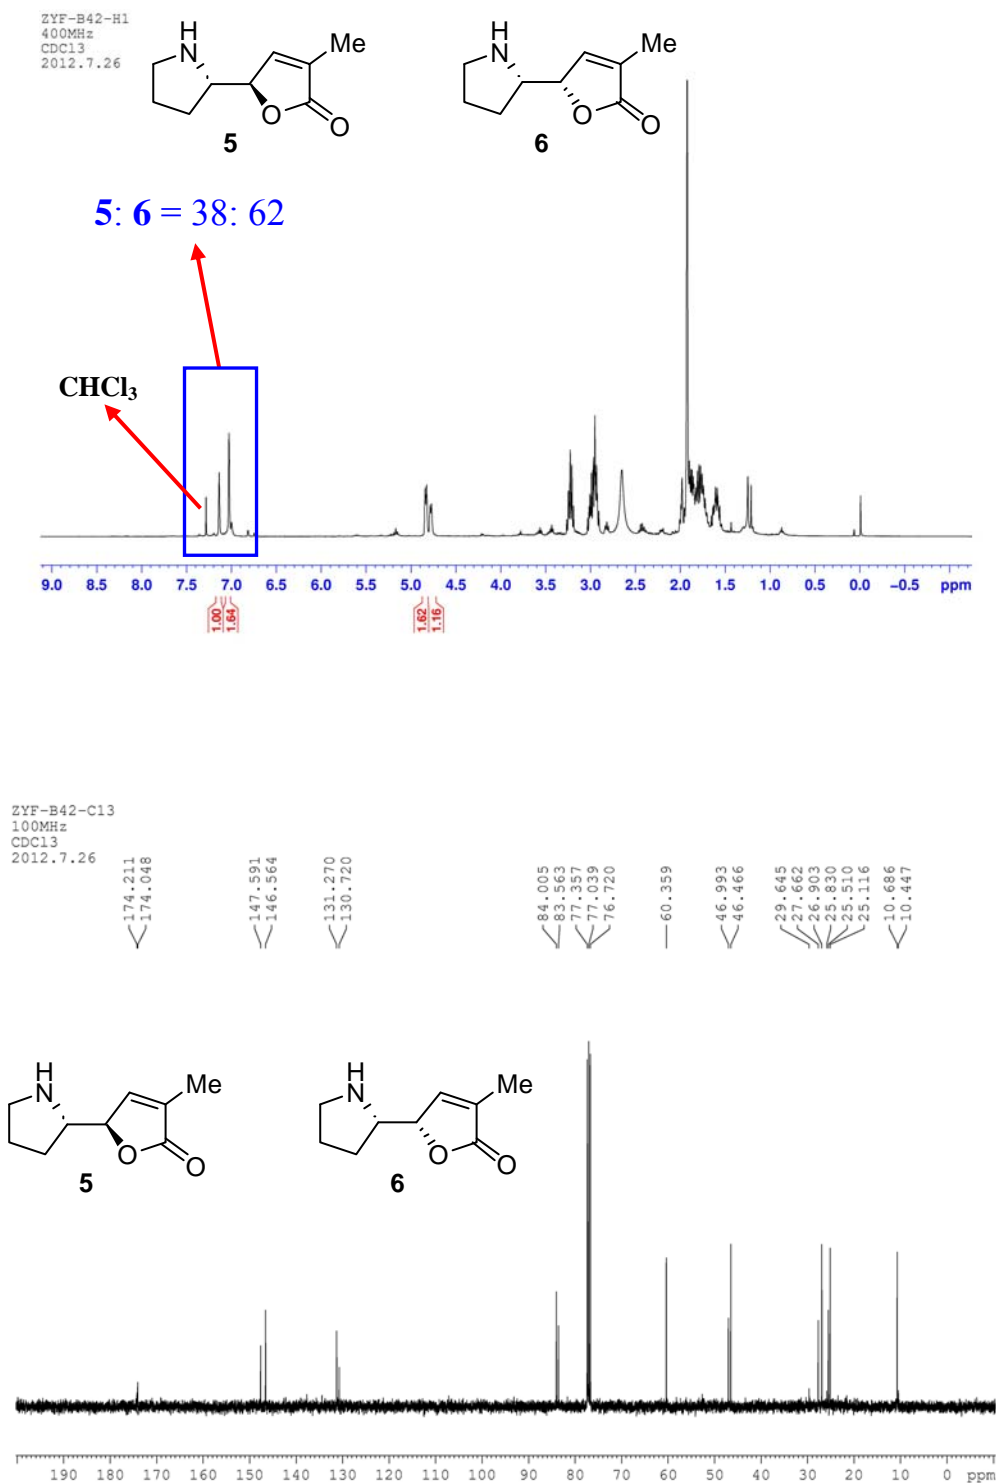 ZYF-B42-H1
400MHz
CDCl3
2012.7.26
H
N
Me
O
O
5
H
N
Me
O
O
6
5: 6 = 38: 62
CHCl3
9.0 8.5 8.0 7.5 7.0 6.5 6.0 5.5 5.0 4.5 4.0 3.5 3.0 2.5 2.0 1.5 1.0 0.5 0.0 -0.5 ppm
1.00
1.64
1.62
1.16
ZYF-B42-C13
100MHz
CDCl3
2012.7.26
174.211
174.048
147.591
146.564
131.270
130.720
84.005
83.563
77.357
77.039
76.720
60.359
46.993
46.466
29.645
27.662
26.903
25.830
25.510
25.116
10.686
10.447
H
N
Me
O
O
5
H
N
Me
O
O
6
190 180 170 160 150 140 130 120 110 100 90 80 70 60 50 40 30 20 10 0 ppm